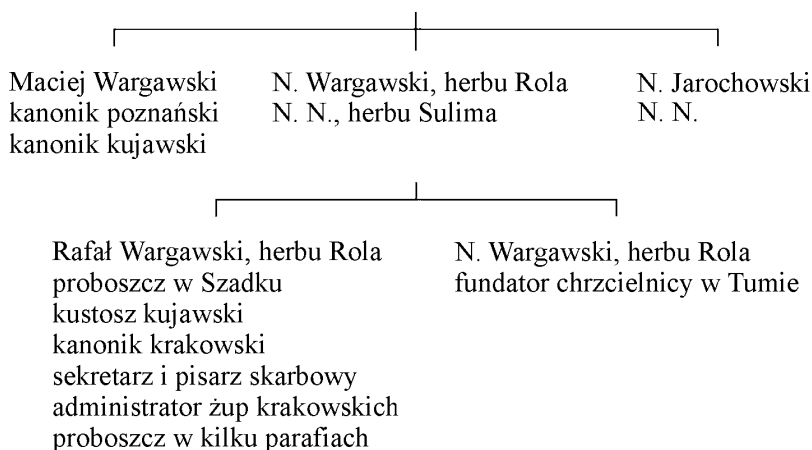 Maciej Wargawski
kanonik poznański
kanonik kujawski
N. Wargawski, herbu Rola
N. N., herbu Sulima
N. Jarochowski
N. N.
Rafał Wargawski, herbu Rola
proboszcz w Szadku
kustosz kujawski
kanonik krakowski
sekretarz i pisarz skarbowy
administrator żup krakowskich
proboszcz w kilku parafiach
N. Wargawski, herbu Rola
fundator chrzcielnicy w Tumie